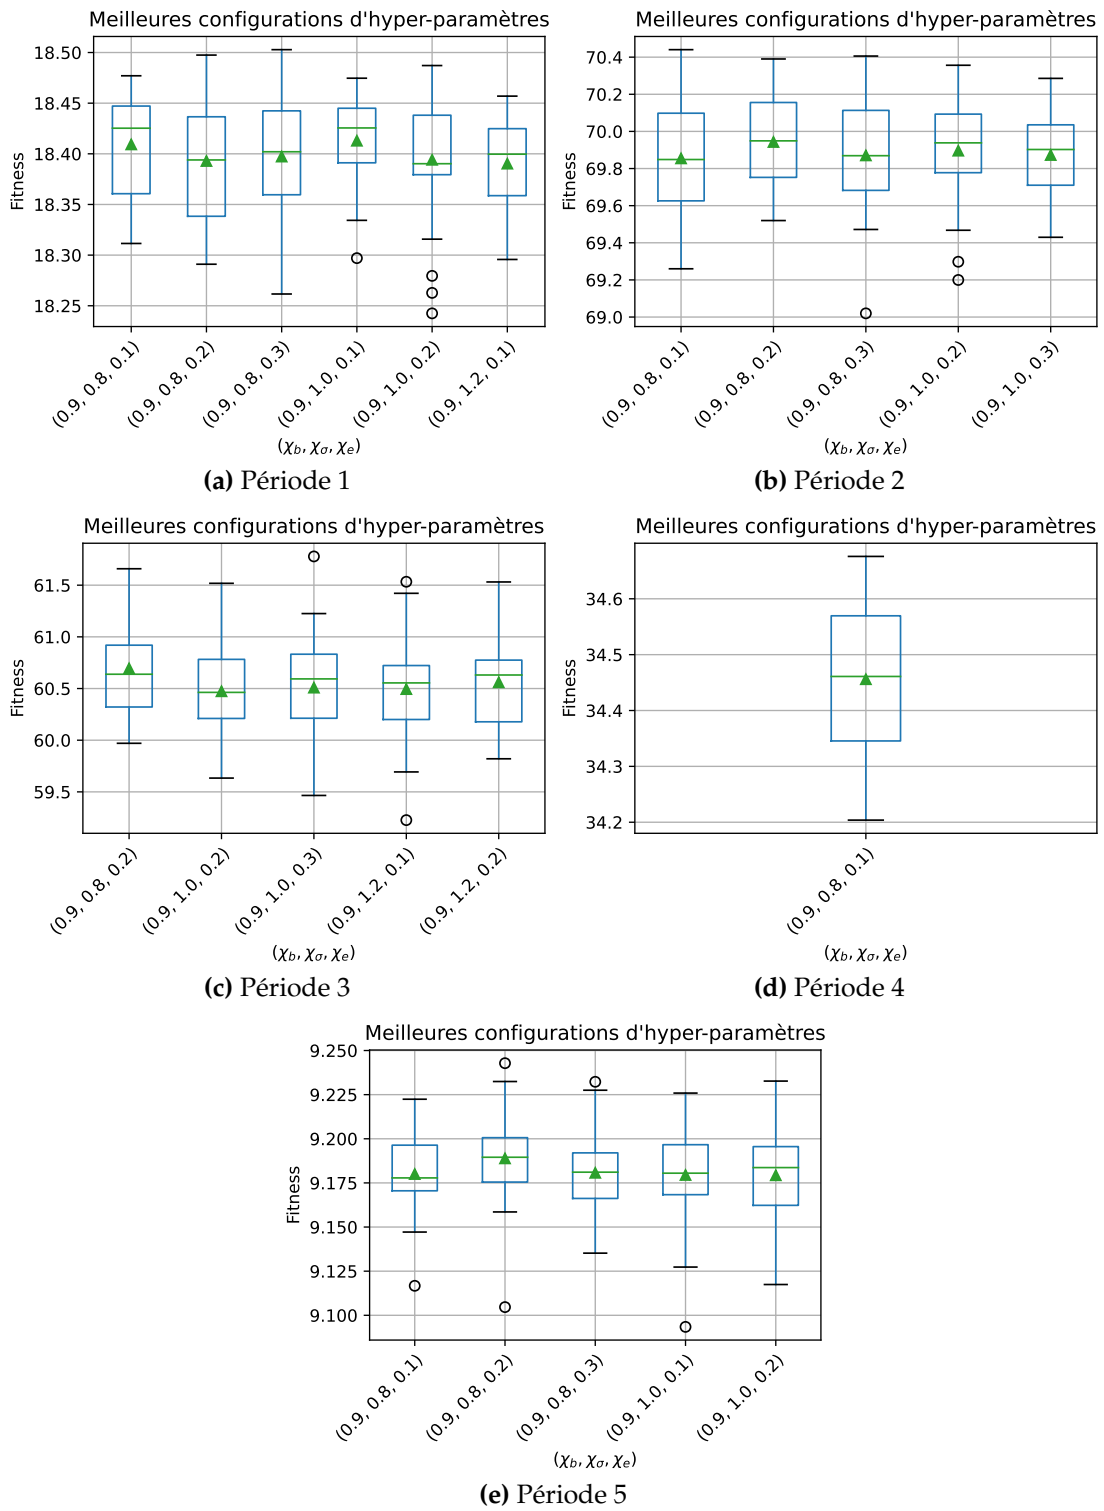 Meilleures configurations d'hyper-paramètres
Fitness
18.50
18.45
18.40
18.35
18.30
18.25
(0.9, 0.8, 0.1)
(0.9, 0.8, 0.2)
(0.9, 0.8, 0.3)
(0.9, 1.0, 0.1)
(0.9, 1.0, 0.2)
(0.9, 1.2, 0.1)
(χb, χσ, χe)
(a) Période 1
Meilleures configurations d'hyper-paramètres
Fitness
70.4
70.2
70.0
69.8
69.6
69.4
69.2
69.0
(0.9, 0.8, 0.1)
(0.9, 0.8, 0.2)
(0.9, 0.8, 0.3)
(0.9, 1.0, 0.2)
(0.9, 1.0, 0.3)
(χb, χσ, χe)
(b) Période 2
Meilleures configurations d'hyper-paramètres
Fitness
61.5
61.0
60.5
60.0
59.5
(0.9, 0.8, 0.2)
(0.9, 1.0, 0.2)
(0.9, 1.0, 0.3)
(0.9, 1.2, 0.1)
(0.9, 1.2, 0.2)
(χb, χσ, χe)
(c) Période 3
Meilleures configurations d'hyper-paramètres
Fitness
34.6
34.5
34.4
34.3
34.2
(0.9, 0.8, 0.1)
(χb, χσ, χe)
(d) Période 4
Meilleures configurations d'hyper-paramètres
Fitness
9.250
9.225
9.200
9.175
9.150
9.125
9.100
(0.9, 0.8, 0.1)
(0.9, 0.8, 0.2)
(0.9, 0.8, 0.3)
(0.9, 1.0, 0.1)
(0.9, 1.0, 0.2)
(χb, χσ, χe)
(e) Période 5